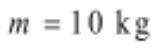 m = 10 kg